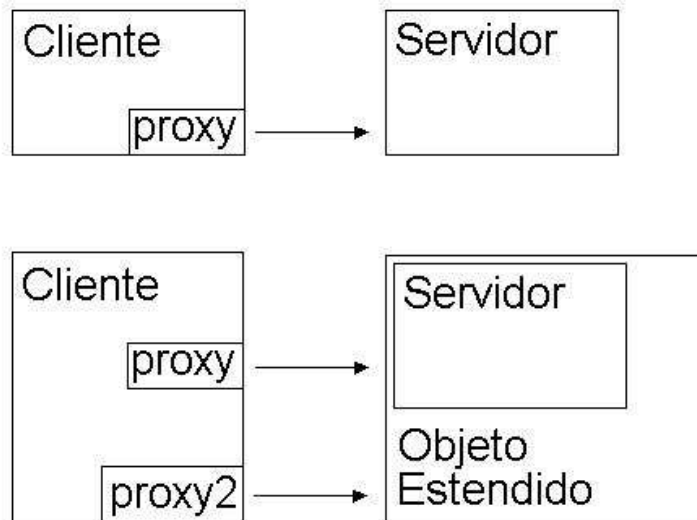 Cliente
Servidor
proxy
Cliente
Servidor
proxy
Objeto
Estendido
proxy2